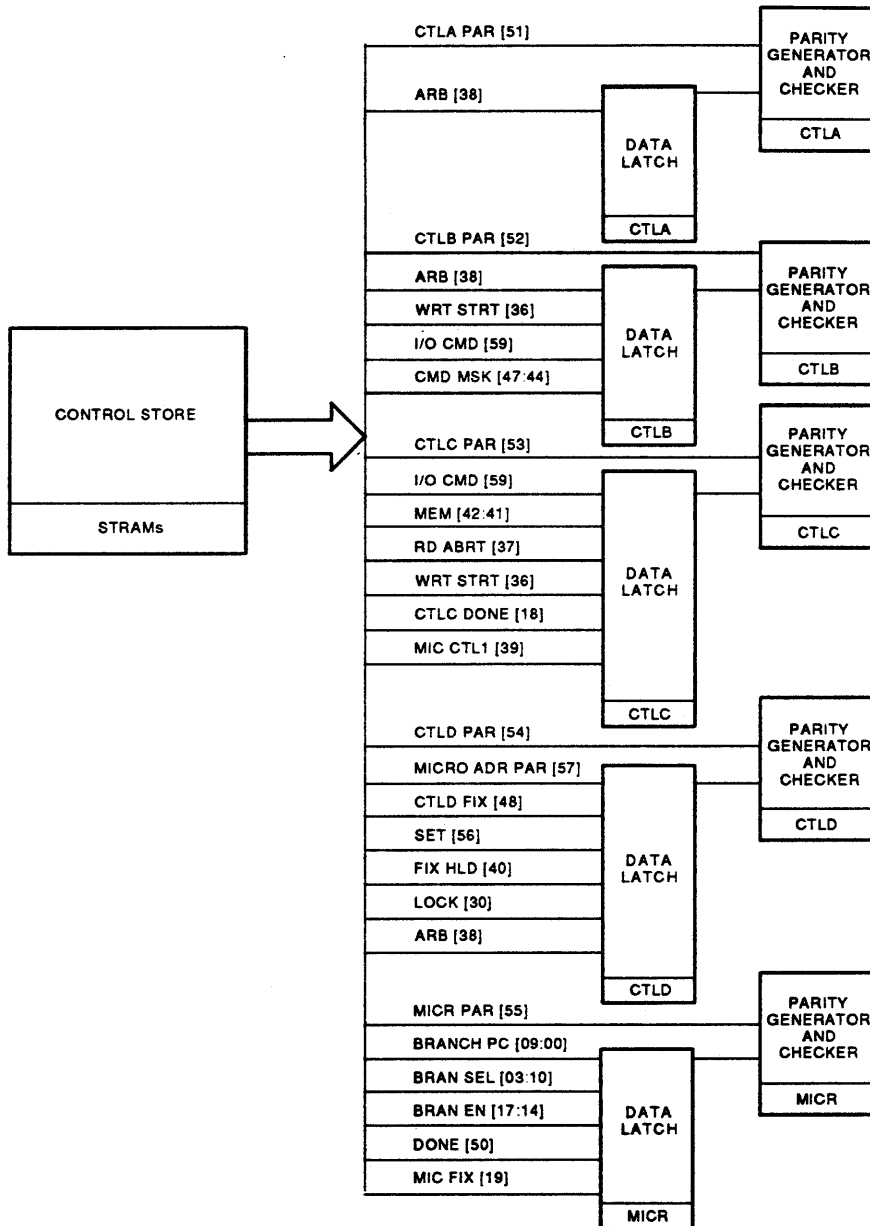 CTLA PAR [51]
PARITY
GENERATOR
AND
CHECKER
CTLA
ARB [38]
DATA
LATCH
CTLA
CTLB PAR [52]
PARITY
GENERATOR
AND
CHECKER
CTLB
ARB [38]
WRT STRT [36]
I/O CMD [59]
CMD MSK [47:44]
DATA
LATCH
CTLB
CONTROL STORE
STRAMs
CTLC PAR [53]
PARITY
GENERATOR
AND
CHECKER
CTLC
I/O CMD [59]
MEM [42:41]
RD ABRT [37]
WRT STRT [36]
CTLC DONE [18]
MIC CTL1 [39]
DATA
LATCH
CTLC
CTLD PAR [54]
PARITY
GENERATOR
AND
CHECKER
CTLD
MICRO ADR PAR [57]
CTLD FIX [48]
SET [56]
FIX HLD [40]
LOCK [30]
ARB [38]
DATA
LATCH
CTLD
MICR PAR [55]
PARITY
GENERATOR
AND
CHECKER
MICR
BRANCH PC [09:00]
BRAN SEL [03:10]
BRAN EN [17:14]
DONE [50]
MIC FIX [19]
DATA
LATCH
MICR